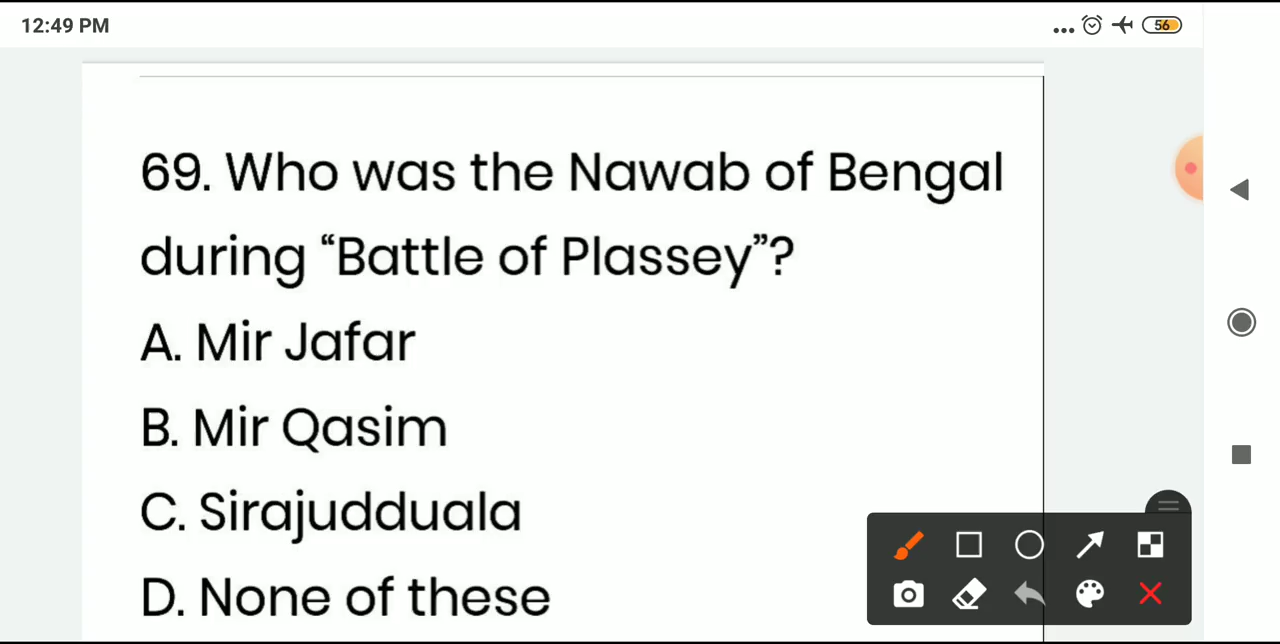 12:49 PM
56
69. Who was the Nawab of Bengal
during “Battle of Plassey”?
A. Mir Jafar
B. Mir Qasim
C. Sirajudduala
D. None of these